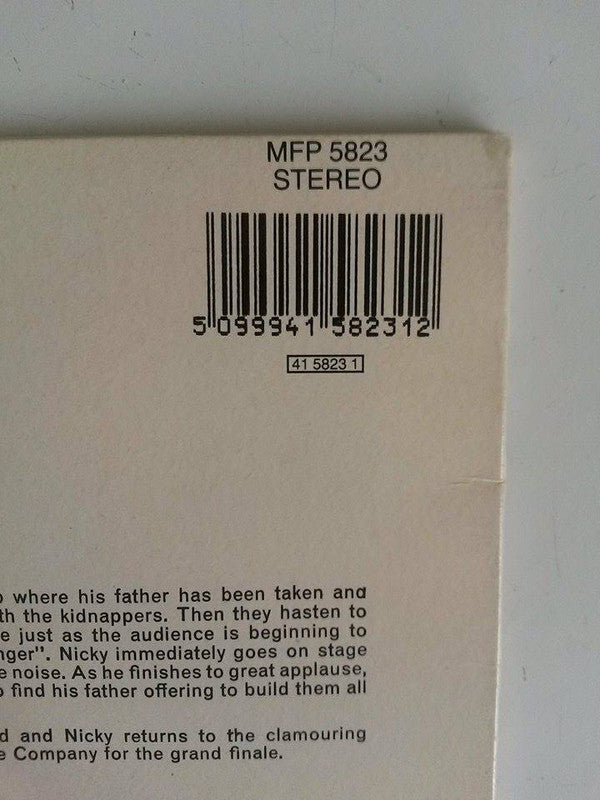 MFP 5823
STEREO
5 099941 582312
41 5823 1
where his father has been taken and
the kidnappers. Then they hasten to
just as the audience is beginning to
Nicky immediately goes on stage
noise. As he finishes to great applause,
find his father offering to build them all
and Nicky returns to the clamouring
Company for the grand finale.